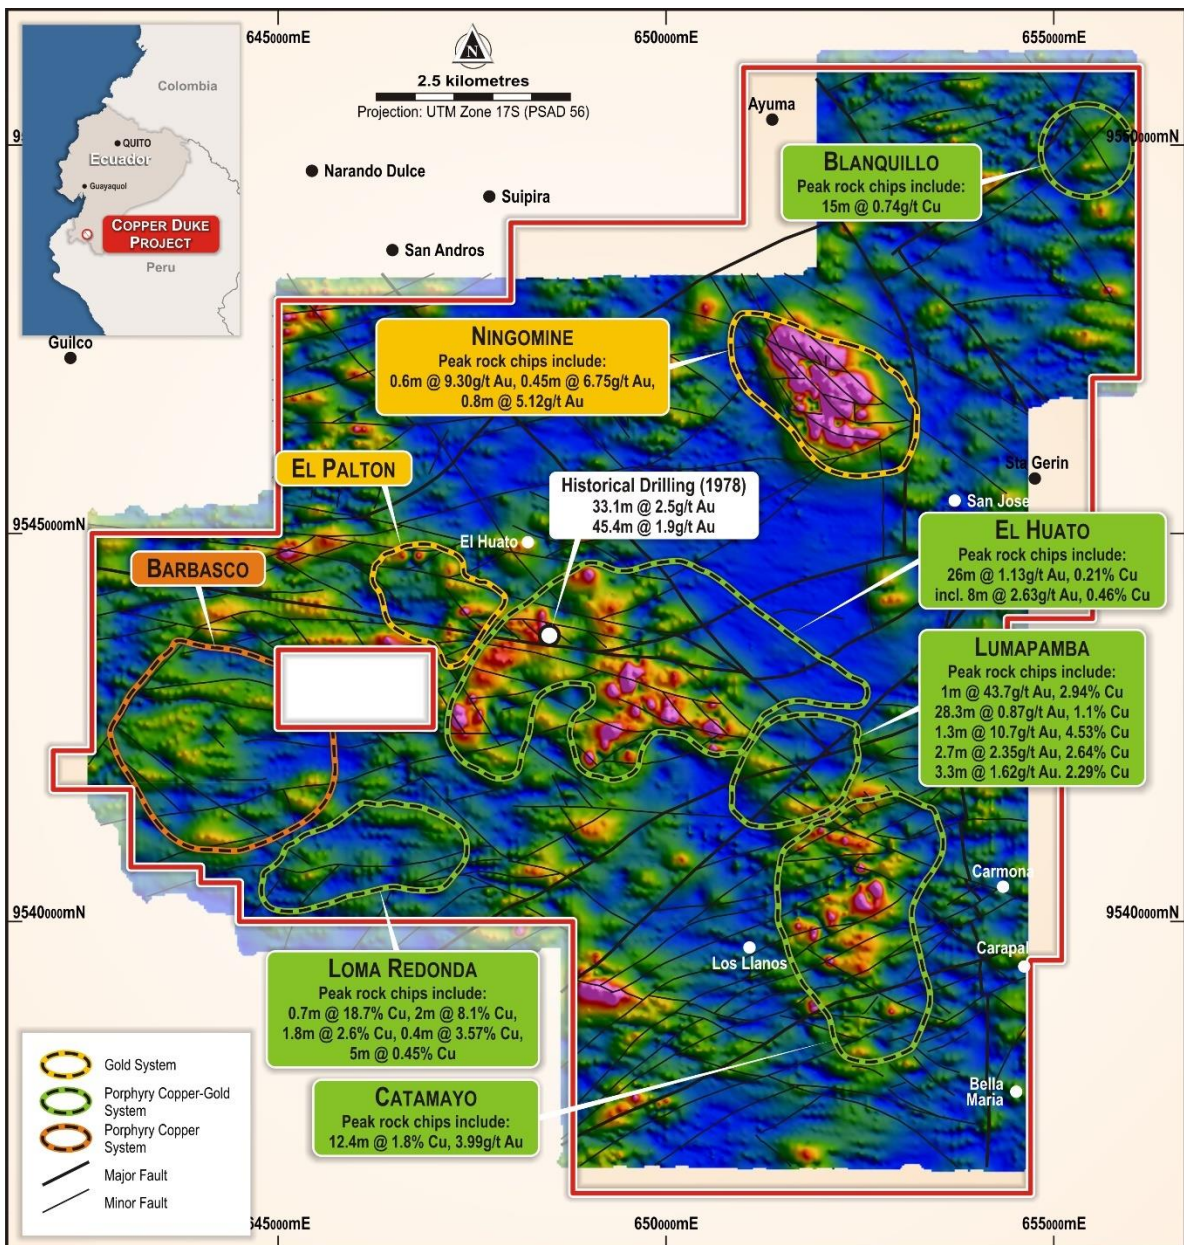 645000mE
650000mE
655000mE
N
2.5 kilometres
Projection: UTM Zone 17S (PSAD 56)
Colombia
QUITO
Ecuador
Guayaquol
COPPER DUKE
PROJECT
Peru
Ayuma
9550000mN
Narando Dulce
Suipira
San Andros
Guilco
BLANQUILLO
Peak rock chips include:
15m @ 0.74g/t Cu
NINGOMINE
Peak rock chips include:
0.6m @ 9.30g/t Au, 0.45m @ 6.75g/t Au,
0.8m @ 5.12g/t Au
EL PALTON
Historical Drilling (1978)
33.1m @ 2.5g/t Au
45.4m @ 1.9g/t Au
Sta Gerin
San Jose
9545000mN
El Huato
EL HUATO
Peak rock chips include:
26m @ 1.13g/t Au, 0.21% Cu
incl. 8m @ 2.63g/t Au, 0.46% Cu
BARBASCO
LUMAPAMBA
Peak rock chips include:
1m @ 43.7g/t Au, 2.94% Cu
28.3m @ 0.87g/t Au, 1.1% Cu
1.3m @ 10.7g/t Au, 4.53% Cu
2.7m @ 2.35g/t Au, 2.64% Cu
3.3m @ 1.62g/t Au. 2.29% Cu
Carmona
9540000mN
9540000mN
Carapal
Los Llanos
LOMA REDONDA
Peak rock chips include:
0.7m @ 18.7% Cu, 2m @ 8.1% Cu,
1.8m @ 2.6% Cu, 0.4m @ 3.57% Cu,
5m @ 0.45% Cu
CATAMAYO
Peak rock chips include:
12.4m @ 1.8% Cu, 3.99g/t Au
Bella
Maria
Gold System
Porphyry Copper-Gold
System
Porphyry Copper
System
Major Fault
Minor Fault
645000mE
650000mE
655000mE